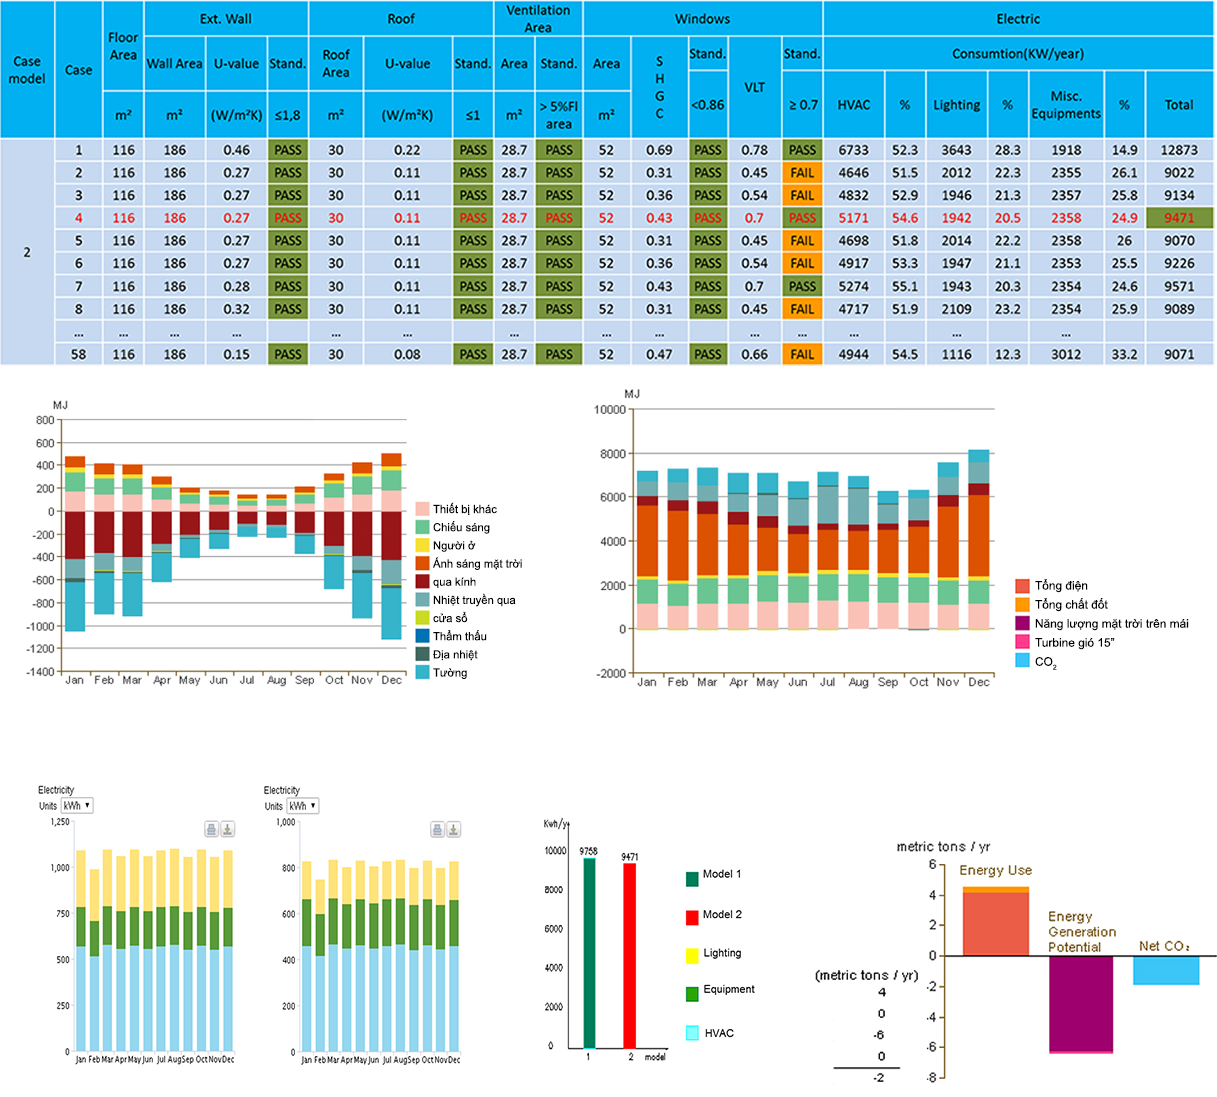 Case model Case Floor Area Ext. Wall Roof Ventilation Area Windows Electric
Wall Area U-value Stand. Roof Area U-value Stand. Area Stand. Area SHGC Stand. VLT Stand. Consumtion(KW/year)
m² m² (W/m²K) ≤1,8 m² (W/m²K) ≤1 m² > 5%Fl area m² <0.86 ≥ 0.7 HVAC % Lighting % Misc. Equipments % Total
2
1 116 186 0.46 PASS 30 0.22 PASS 28.7 PASS 52 0.69 PASS 0.78 PASS 6733 52.3 3643 28.3 1918 14.9 12873
2 116 186 0.27 PASS 30 0.11 PASS 28.7 PASS 52 0.31 PASS 0.45 FAIL 4646 51.5 2012 22.3 2355 26.1 9022
3 116 186 0.27 PASS 30 0.11 PASS 28.7 PASS 52 0.36 PASS 0.54 FAIL 4832 52.9 1946 21.3 2357 25.8 9134
4 116 186 0.27 PASS 30 0.11 PASS 28.7 PASS 52 0.43 PASS 0.7 PASS 5171 54.6 1942 20.5 2358 24.9 9471
5 116 186 0.27 PASS 30 0.11 PASS 28.7 PASS 52 0.31 PASS 0.45 FAIL 4698 51.8 2014 22.2 2358 26 9070
6 116 186 0.27 PASS 30 0.11 PASS 28.7 PASS 52 0.36 PASS 0.54 FAIL 4917 53.3 1947 21.1 2353 25.5 9226
7 116 186 0.28 PASS 30 0.11 PASS 28.7 PASS 52 0.43 PASS 0.7 PASS 5274 55.1 1943 20.3 2354 24.6 9571
8 116 186 0.32 PASS 30 0.11 PASS 28.7 PASS 52 0.31 PASS 0.45 FAIL 4717 51.9 2109 23.2 2354 25.9 9089
... ... ... ... ... ... ... ... ... ... ... ... ...
58 116 186 0.15 PASS 30 0.08 PASS 28.7 PASS 52 0.47 PASS 0.66 FAIL 4944 54.5 1116 12.3 3012 33.2 9071
MJ
800
600
400
200
0
-200
-400
-600
-800
-1000
-1200
-1400
Jan Feb Mar Apr May Jun Jul Aug Sep Oct Nov Dec
Thiết bị khác
Chiếu sáng
Người ở
Ánh sáng mặt trời
qua kính
Nhiệt truyền qua
cửa sổ
Thẩm thấu
Địa nhiệt
Tường
MJ
10000
8000
6000
4000
2000
0
-2000
Jan Feb Mar Apr May Jun Jul Aug Sep Oct Nov Dec
Tổng điện
Tổng chất đốt
Năng lượng mặt trời trên mái
Turbine gió 15"
CO₂
Electricity
Units kWh ▼
1,250
1,000
750
500
250
0
Jan Feb Mar Apr May Jun Jul Aug Sep Oct Nov Dec
Electricity
Units kWh ▼
1,000
800
600
400
200
0
Jan Feb Mar Apr May Jun Jul Aug Sep Oct Nov Dec
Kwh/y
10000
8000
6000
4000
2000
0
9758
9471
1 2 model
Model 1
Model 2
Lighting
Equipment
HVAC
metric tons / yr
6
4
2
0
-2
-4
-6
-8
Energy Use
Energy
Generation
Potential
Net CO₂
(metric tons / yr)
4
0
-6
0
-2